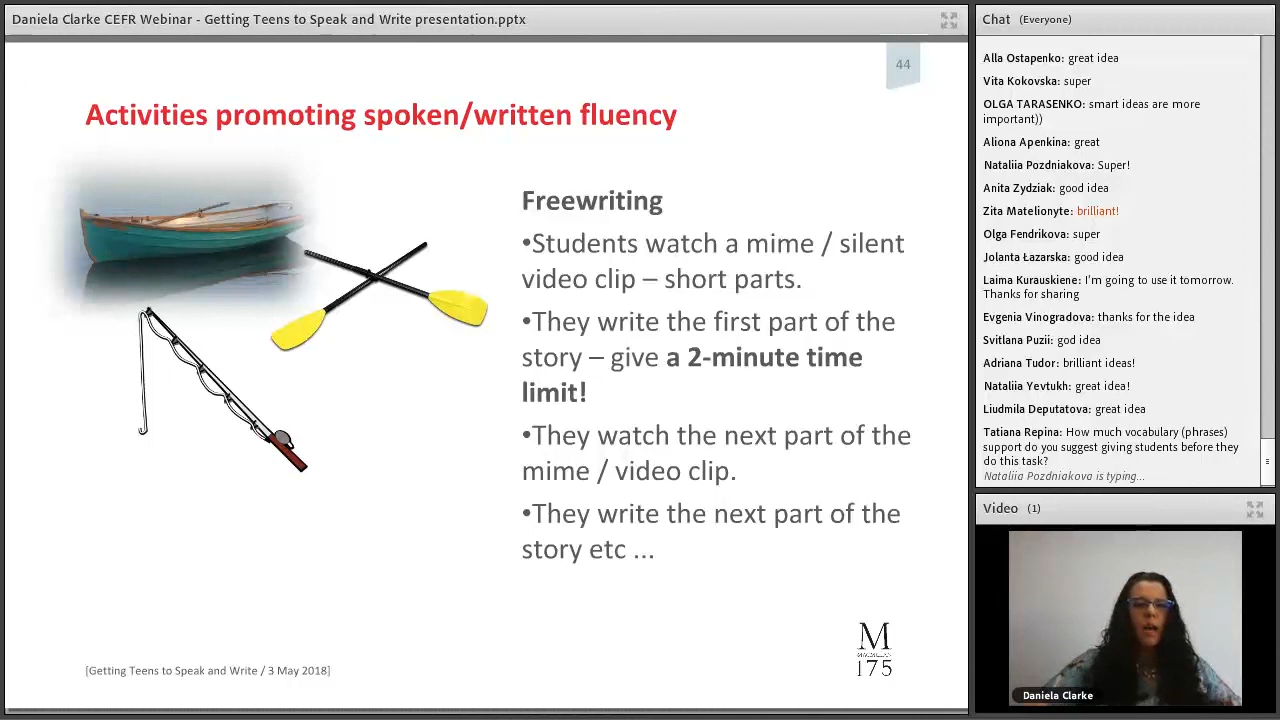 Daniela Clarke CEFR Webinar - Getting Teens to Speak and Write presentation.pptx
44
Activities promoting spoken/written fluency
Freewriting
•Students watch a mime / silent
video clip – short parts.
•They write the first part of the
story – give a 2-minute time
limit!
•They watch the next part of the
mime / video clip.
•They write the next part of the
story etc ...
[Getting Teens to Speak and Write / 3 May 2018]
M
MACMILLAN
175
Chat (Everyone)
Alla Ostapenko: great idea
Vita Kokovska: super
OLGA TARASENKO: smart ideas are more
important))
Aliona Apenkina: great
Nataliia Pozdniakova: Super!
Anita Zydziak: good idea
Zita Matelionyte: brilliant!
Olga Fendrikova: super
Jolanta Łazarska: good idea
Laima Kurauskiene: I'm going to use it tomorrow.
Thanks for sharing
Evgenia Vinogradova: thanks for the idea
Svitlana Puzii: god idea
Adriana Tudor: brilliant ideas!
Nataliia Yevtukh: great idea!
Liudmila Deputatova: great idea
Tatiana Repina: How much vocabulary (phrases)
support do you suggest giving students before they
do this task?
Nataliia Pozdniakova is typing...
Video (1)
Daniela Clarke